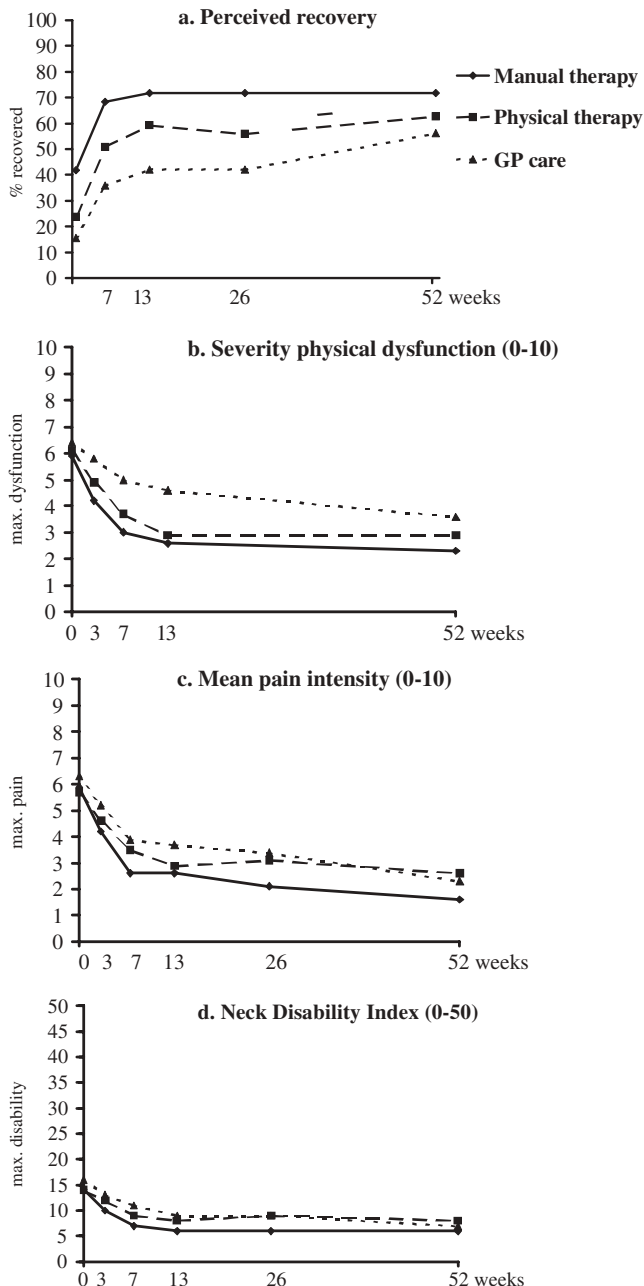 a. Perceived recovery
100
90
80
70
60
50
40
30
20
10
0
% recovered
7 13 26 52 weeks
Manual therapy
Physical therapy
GP care
b. Severity physical dysfunction (0-10)
10
9
8
7
6
5
4
3
2
1
0
max. dysfunction
0 3 7 13 52 weeks
c. Mean pain intensity (0-10)
10
9
8
7
6
5
4
3
2
1
0
max. pain
0 3 7 13 26 52 weeks
d. Neck Disability Index (0-50)
50
45
40
35
30
25
20
15
10
5
0
max. disability
0 3 7 13 26 52 weeks